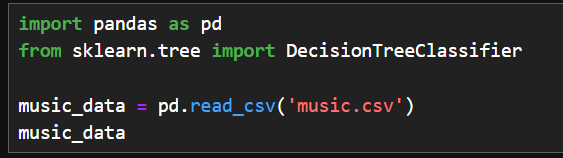 import pandas as pd
from sklearn.tree import DecisionTreeClassifier
music_data = pd.read_csv('music.csv')
music_data